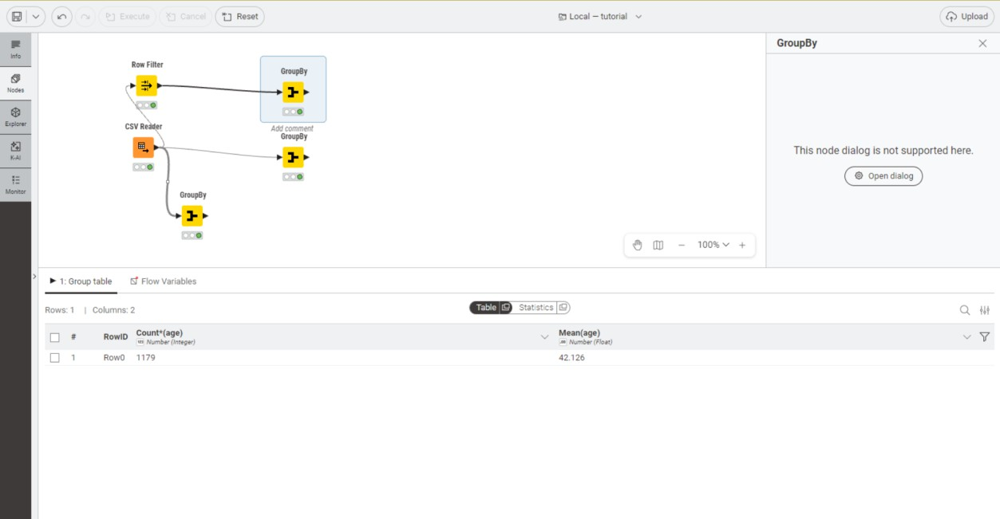 Execute
Cancel
Reset
Local — tutorial
Upload
Info
Nodes
Explorer
K-AI
Monitor
Row Filter
GroupBy
Add comment
CSV Reader
GroupBy
GroupBy
100%
GroupBy
This node dialog is not supported here.
Open dialog
1: Group table
Flow Variables
Rows: 1 | Columns: 2
Table
Statistics
# RowID Count*(age) Mean(age)
Number (Integer) Number (Float)
1 Row0 1179 42.126